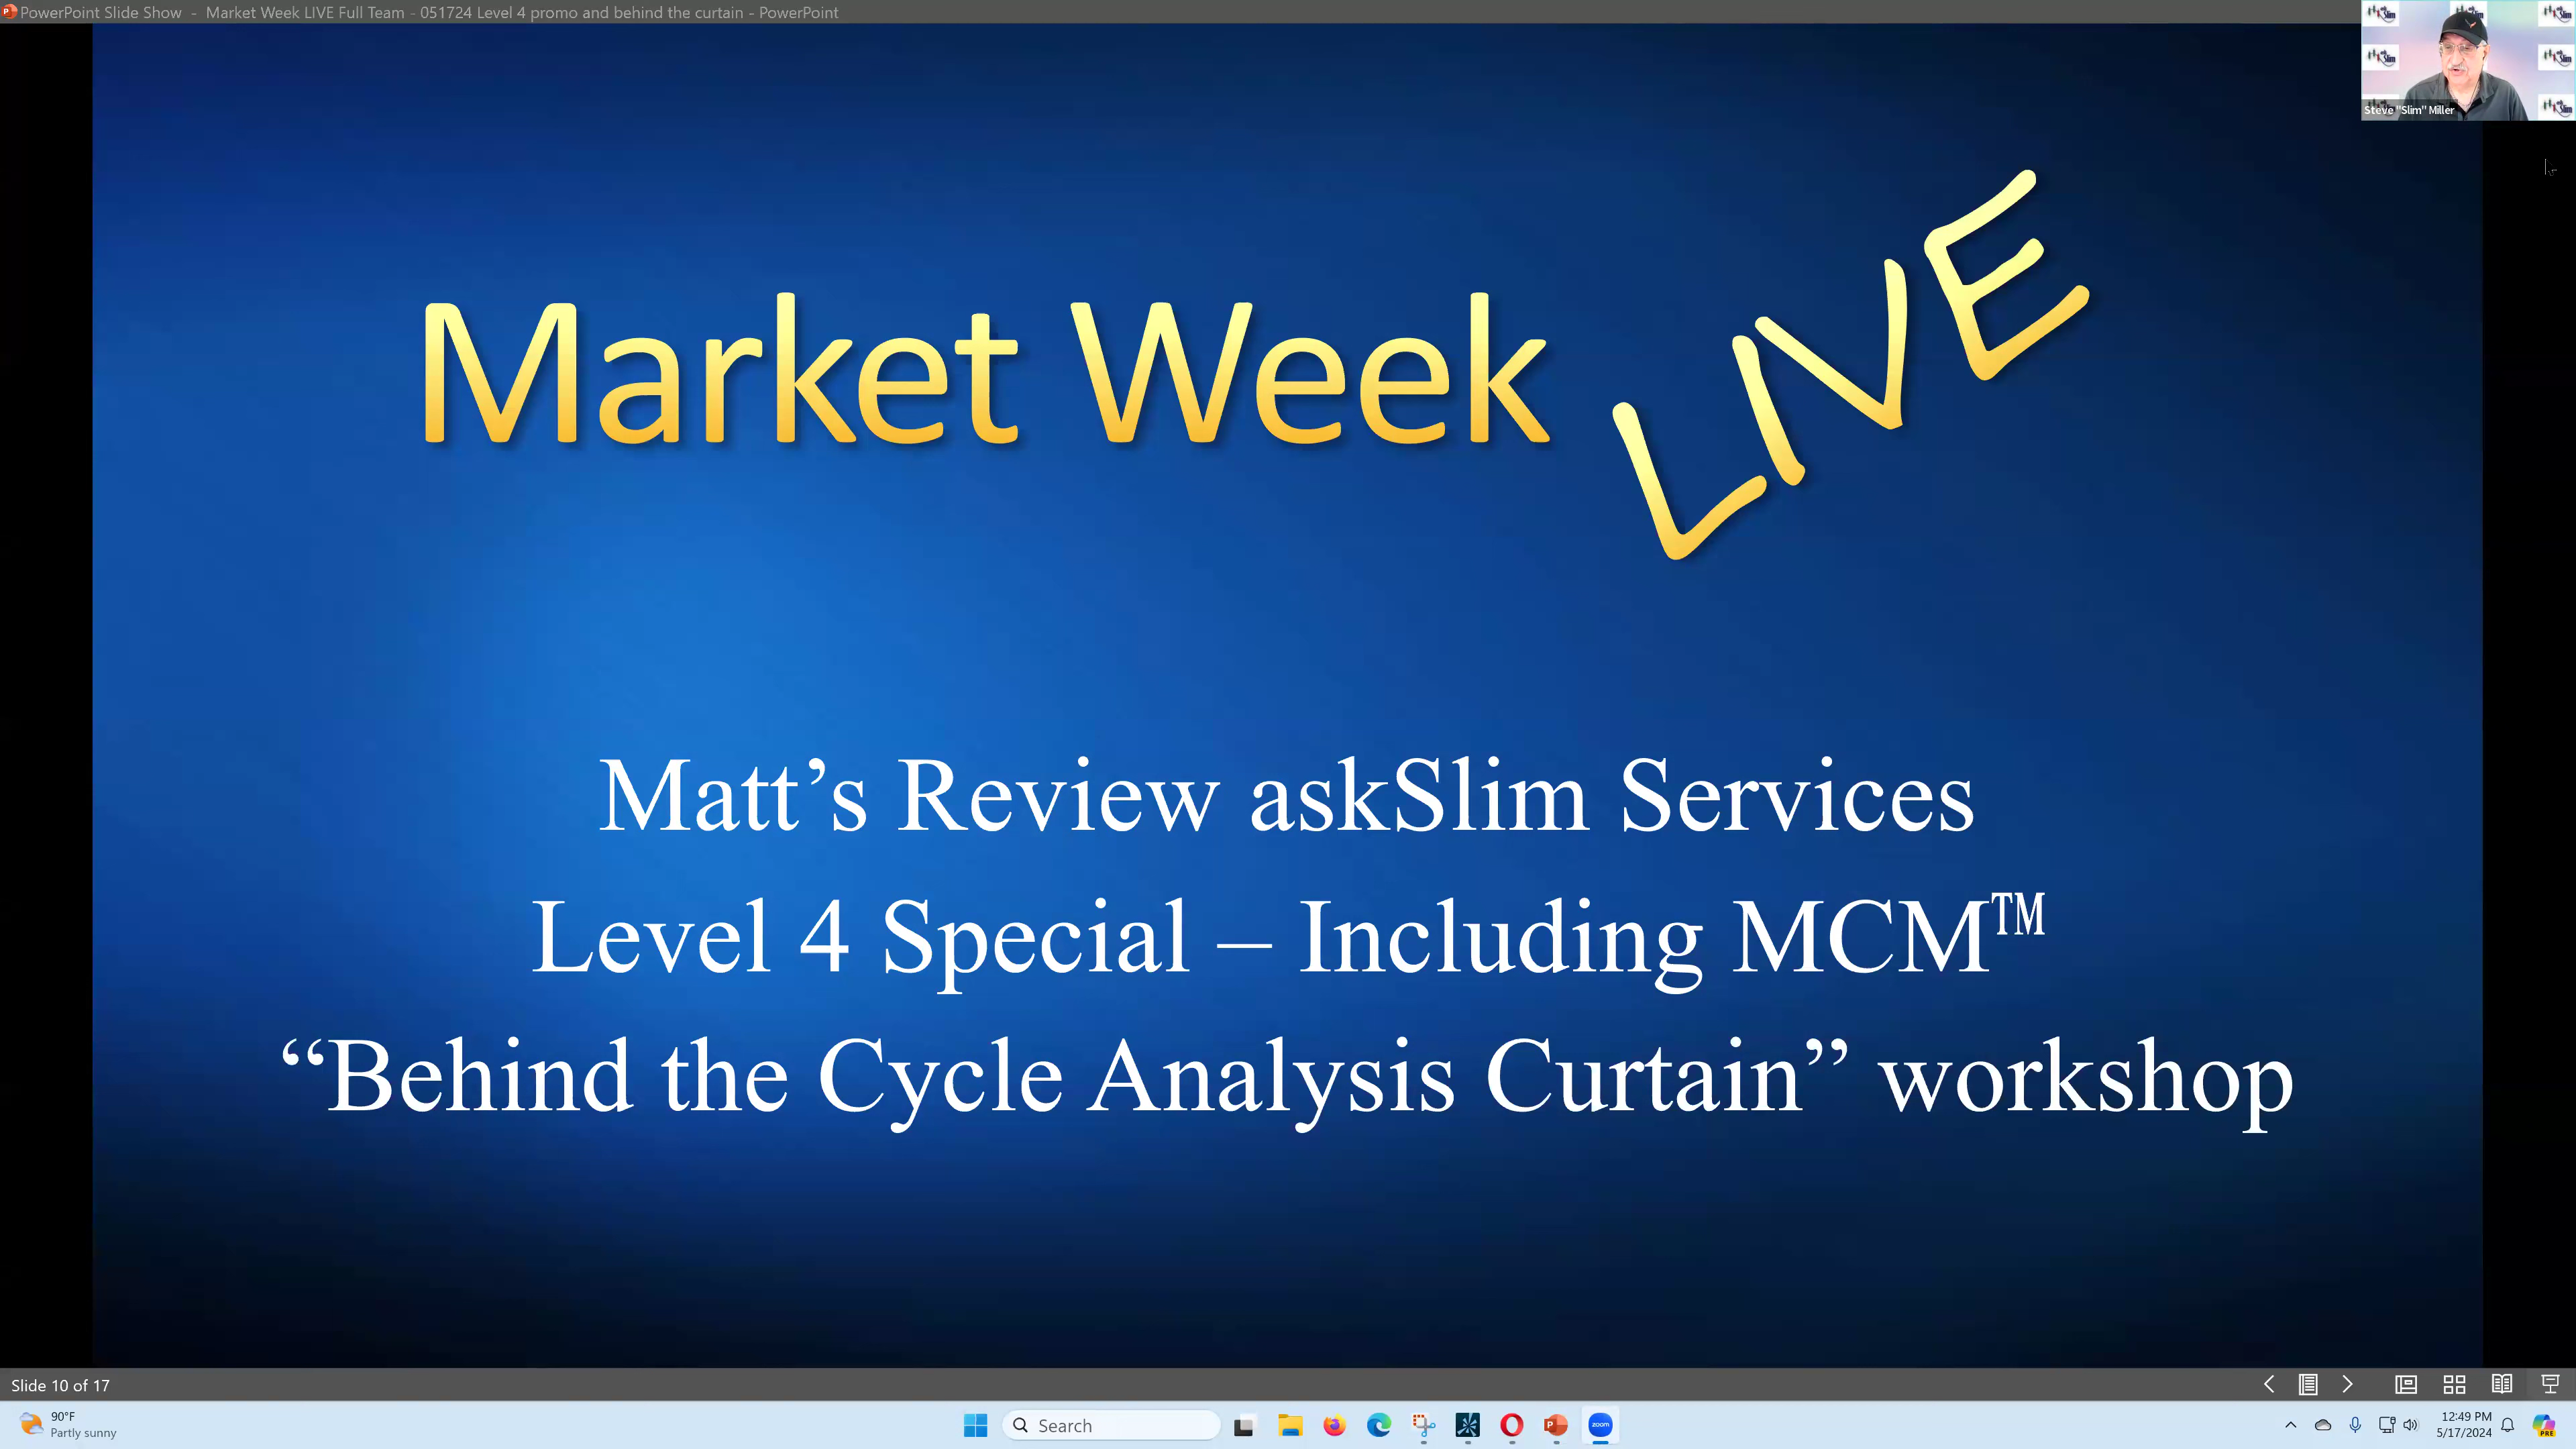 PowerPoint Slide Show - Market Week LIVE Full Team - 051724 Level 4 promo and behind the curtain - PowerPoint
Steve "Slim" Miller
Market Week LIVE
Matt’s Review askSlim Services
Level 4 Special – Including MCM™
“Behind the Cycle Analysis Curtain” workshop
Slide 10 of 17
90°F
Partly sunny
Search
zoom
12:49 PM
5/17/2024
PRE